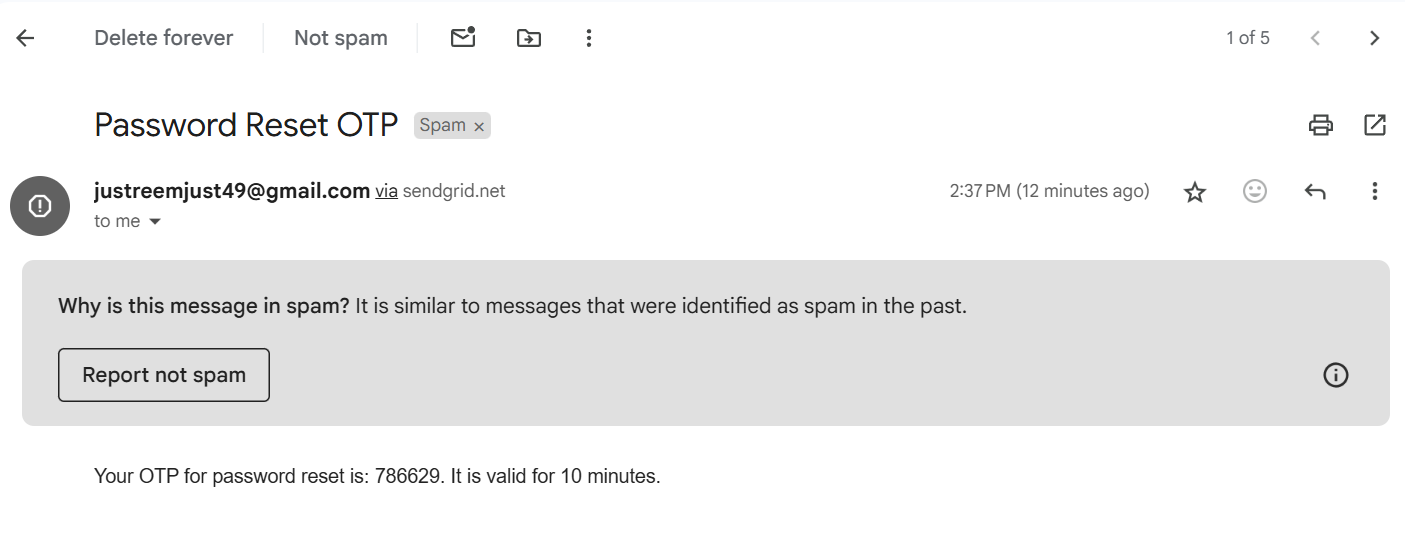 Delete forever Not spam 1 of 5
Password Reset OTP Spam ×
justreemjust49@gmail.com via sendgrid.net 2:37 PM (12 minutes ago)
to me
Why is this message in spam? It is similar to messages that were identified as spam in the past.
Report not spam
Your OTP for password reset is: 786629. It is valid for 10 minutes.